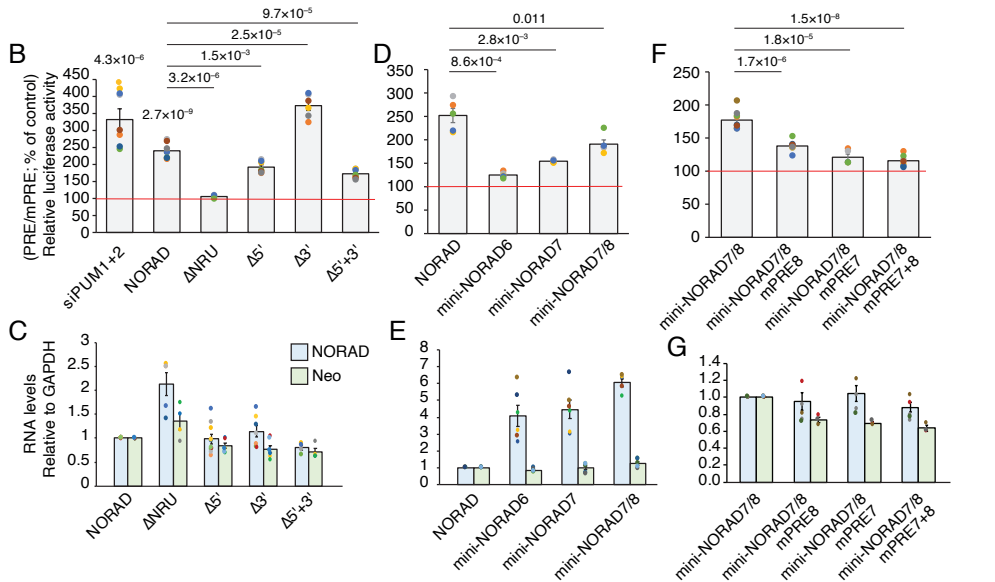 B
(PRE/mPRE; % of control)
Relative luciferase activity
450
400
350
300
250
200
150
100
50
0
4.3×10⁻⁶
2.7×10⁻⁹
9.7×10⁻⁵
2.5×10⁻⁵
1.5×10⁻³
3.2×10⁻⁶
siPUM1+2
NORAD
ΔNRU
Δ5'
Δ3'
Δ5'+3'
D
350
300
250
200
150
100
50
0
0.011
2.8×10⁻³
8.6×10⁻⁴
NORAD
mini-NORAD6
mini-NORAD7
mini-NORAD7/8
F
250
200
150
100
50
0
1.5×10⁻⁸
1.8×10⁻⁵
1.7×10⁻⁶
mini-NORAD7/8
mini-NORAD7/8
mPRE8
mini-NORAD7/8
mPRE7
mini-NORAD7/8
mPRE7+8
C
RNA levels
Relative to GAPDH
3
2.5
2
1.5
1
0.5
0
NORAD
Neo
NORAD
ΔNRU
Δ5'
Δ3'
Δ5'+3'
E
8
7
6
5
4
3
2
1
0
NORAD
mini-NORAD6
mini-NORAD7
mini-NORAD7/8
G
1.4
1.2
1.0
0.8
0.6
0.4
0.2
0.0
mini-NORAD7/8
mini-NORAD7/8
mPRE8
mini-NORAD7/8
mPRE7
mini-NORAD7/8
mPRE7+8